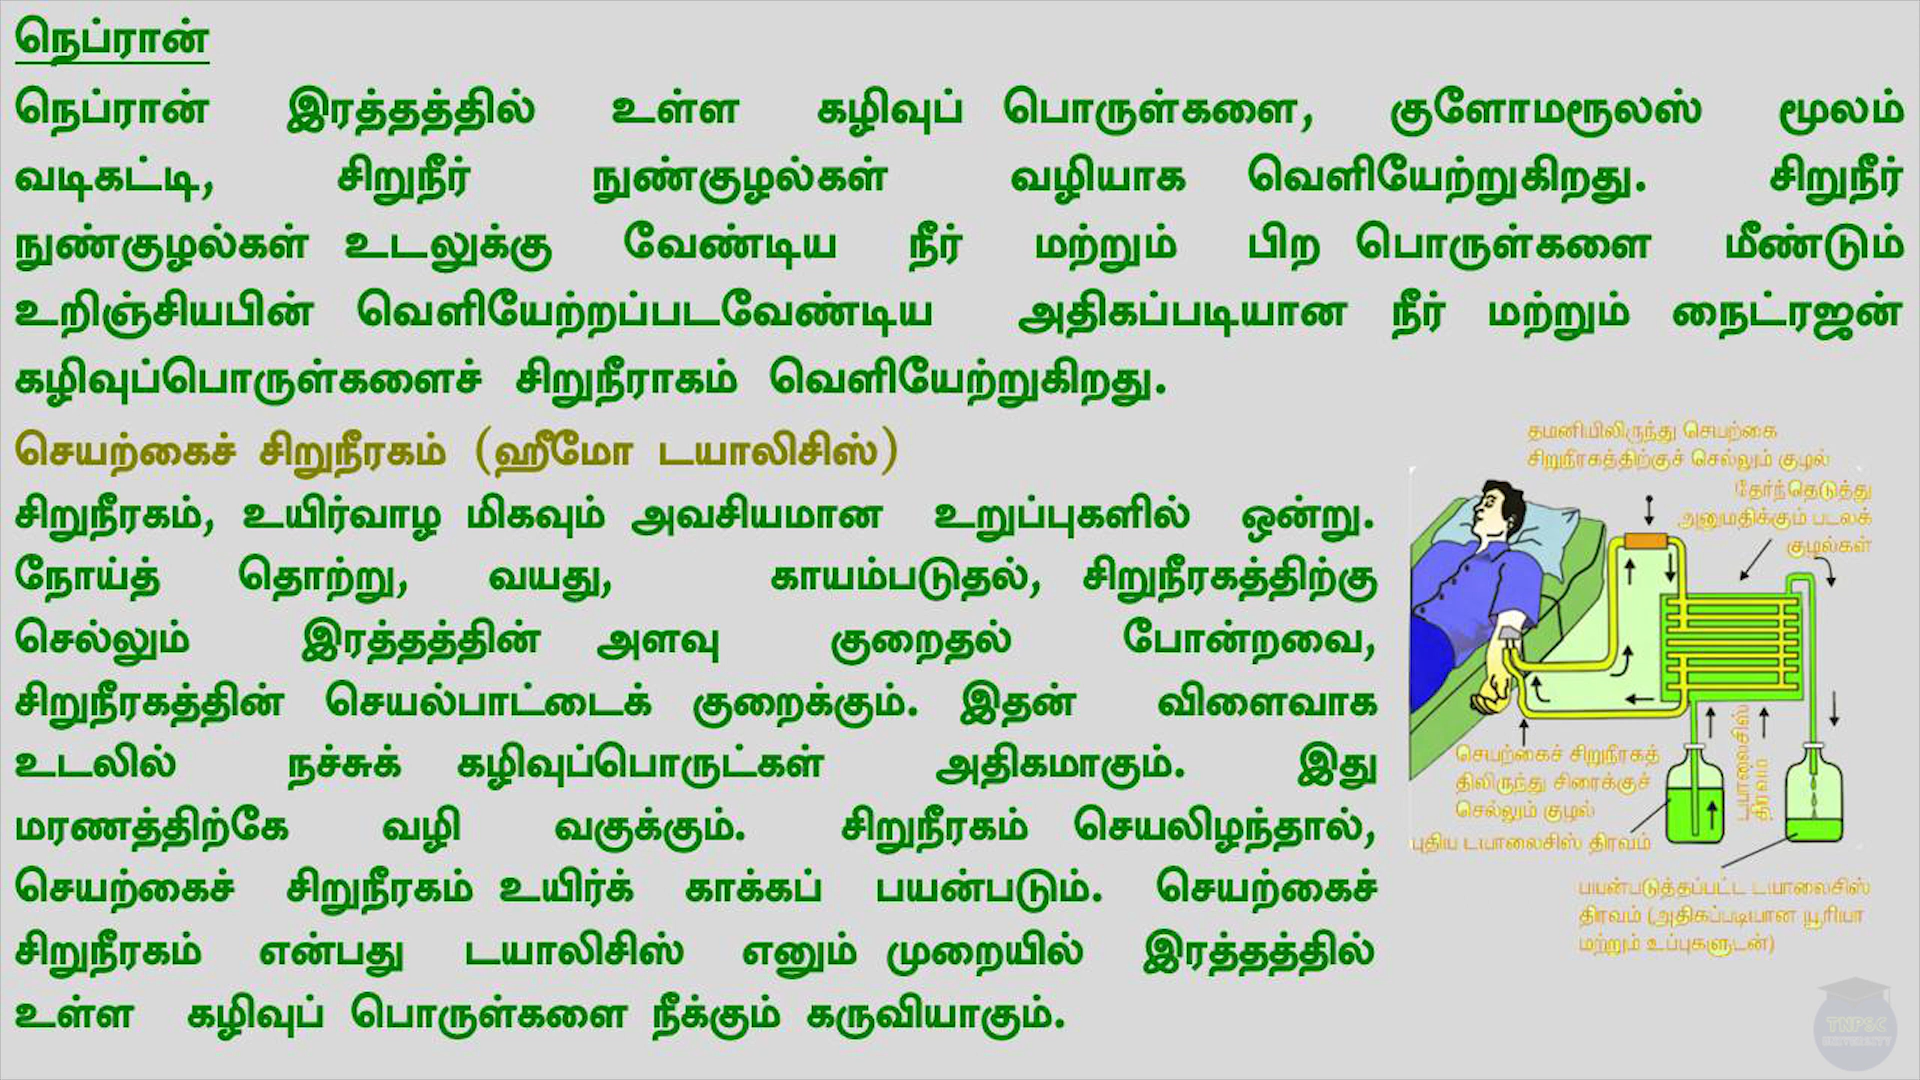 நெப்ரான்
நெப்ரான் இரத்தத்தில் உள்ள கழிவுப் பொருள்களை, குளோமரூலஸ் மூலம்
வடிகட்டி, சிறுநீர் நுண்குழல்கள் வழியாக வெளியேற்றுகிறது. சிறுநீர்
நுண்குழல்கள் உடலுக்கு வேண்டிய நீர் மற்றும் பிற பொருள்களை மீண்டும்
உறிஞ்சியபின் வெளியேற்றப்படவேண்டிய அதிகப்படியான நீர் மற்றும் நைட்ரஜன்
கழிவுப்பொருள்களைச் சிறுநீராகம் வெளியேற்றுகிறது.
செயற்கைச் சிறுநீரகம் (ஹீமோ டயாலிசிஸ்)
சிறுநீரகம், உயிர்வாழ மிகவும் அவசியமான உறுப்புகளில் ஒன்று.
நோய்த் தொற்று, வயது, காயம்படுதல், சிறுநீரகத்திற்கு
செல்லும் இரத்தத்தின் அளவு குறைதல் போன்றவை,
சிறுநீரகத்தின் செயல்பாட்டைக் குறைக்கும். இதன் விளைவாக
உடலில் நச்சுக் கழிவுப்பொருட்கள் அதிகமாகும். இது
மரணத்திற்கே வழி வகுக்கும். சிறுநீரகம் செயலிழந்தால்,
செயற்கைச் சிறுநீரகம் உயிர்க் காக்கப் பயன்படும். செயற்கைச்
சிறுநீரகம் என்பது டயாலிசிஸ் எனும் முறையில் இரத்தத்தில்
உள்ள கழிவுப் பொருள்களை நீக்கும் கருவியாகும்.
தமனியிலிருந்து செயற்கை
சிறுநீரகத்திற்குச் செல்லும் குழல்
தேர்ந்தெடுத்து
அனுமதிக்கும் படலக்
குழல்கள்
செயற்கைச் சிறுநீரகத்
திலிருந்து சிரைக்குச்
செல்லும் குழல்
புதிய டயாலைசிஸ் திரவம்
டயாலைசிஸ்
திரவம்
பயன்படுத்தப்பட்ட டயாலைசிஸ்
திரவம் (அதிகப்படியான யூரியா
மற்றும் உப்புகளுடன்)
TNPSC
UNIVERSITY